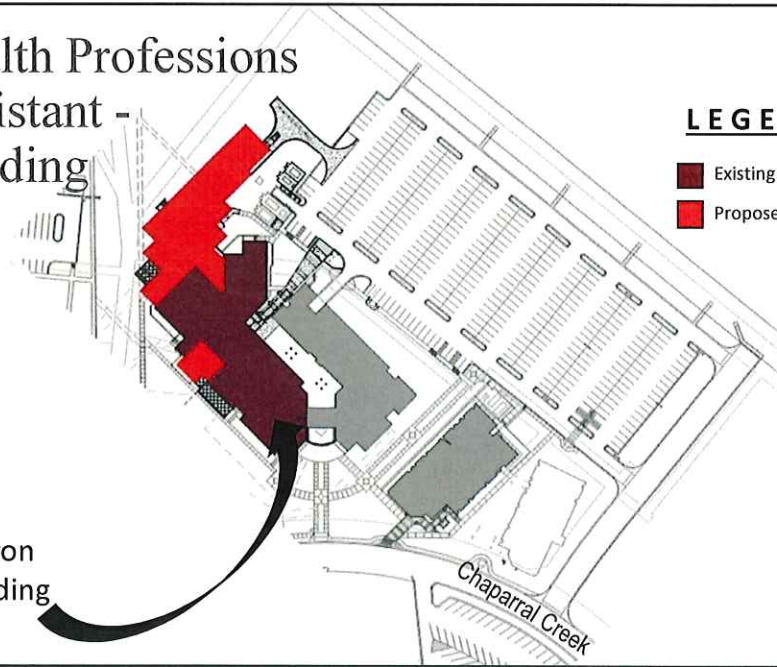 lth Professions
istant -
ding
LEGE
Existing
Propose
on
ding
Chaparral Creek